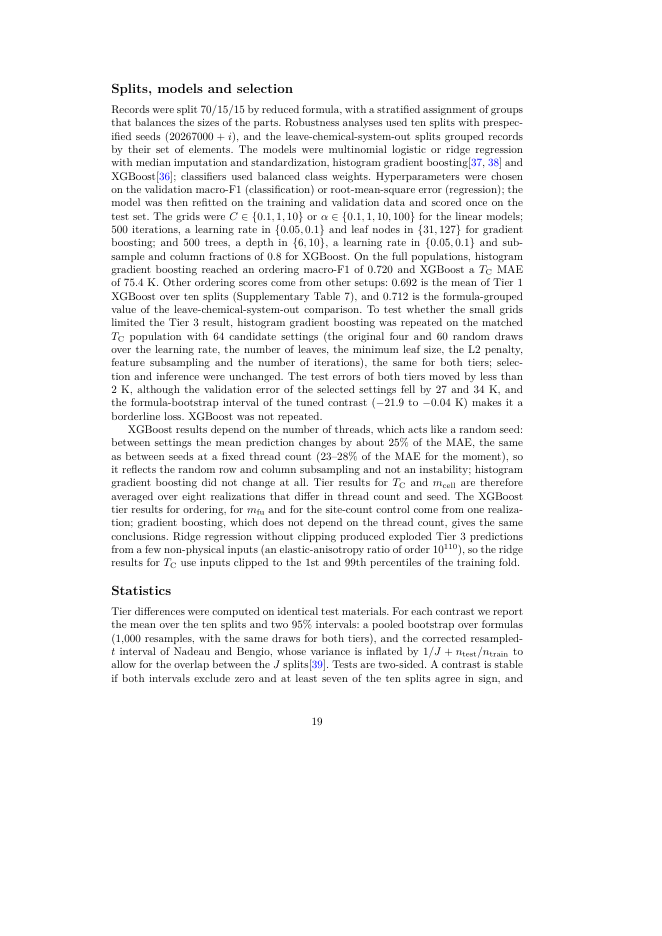 Splits, models and selection
Records were split 70/15/15 by reduced formula, with a stratified assignment of groups
that balances the sizes of the parts. Robustness analyses used ten splits with prespec-
ified seeds (20267000 + i), and the leave-chemical-system-out splits grouped records
by their set of elements. The models were multinomial logistic or ridge regression
with median imputation and standardization, histogram gradient boosting[37, 38] and
XGBoost[36]; classifiers used balanced class weights. Hyperparameters were chosen
on the validation macro-F1 (classification) or root-mean-square error (regression); the
model was then refitted on the training and validation data and scored once on the
test set. The grids were C ∈ {0.1, 1, 10} or α ∈ {0.1, 1, 10, 100} for the linear models;
500 iterations, a learning rate in {0.05, 0.1} and leaf nodes in {31, 127} for gradient
boosting; and 500 trees, a depth in {6, 10}, a learning rate in {0.05, 0.1} and sub-
sample and column fractions of 0.8 for XGBoost. On the full populations, histogram
gradient boosting reached an ordering macro-F1 of 0.720 and XGBoost a T_C MAE
of 75.4 K. Other ordering scores come from other setups: 0.692 is the mean of Tier 1
XGBoost over ten splits (Supplementary Table 7), and 0.712 is the formula-grouped
value of the leave-chemical-system-out comparison. To test whether the small grids
limited the Tier 3 result, histogram gradient boosting was repeated on the matched
T_C population with 64 candidate settings (the original four and 60 random draws
over the learning rate, the number of leaves, the minimum leaf size, the L2 penalty,
feature subsampling and the number of iterations), the same for both tiers; selec-
tion and inference were unchanged. The test errors of both tiers moved by less than
2 K, although the validation error of the selected settings fell by 27 and 34 K, and
the formula-bootstrap interval of the tuned contrast (−21.9 to −0.04 K) makes it a
borderline loss. XGBoost was not repeated.
XGBoost results depend on the number of threads, which acts like a random seed:
between settings the mean prediction changes by about 25% of the MAE, the same
as between seeds at a fixed thread count (23–28% of the MAE for the moment), so
it reflects the random row and column subsampling and not an instability; histogram
gradient boosting did not change at all. Tier results for T_C and m_cell are therefore
averaged over eight realizations that differ in thread count and seed. The XGBoost
tier results for ordering, for m_fu and for the site-count control come from one realiza-
tion; gradient boosting, which does not depend on the thread count, gives the same
conclusions. Ridge regression without clipping produced exploded Tier 3 predictions
from a few non-physical inputs (an elastic-anisotropy ratio of order 10^110), so the ridge
results for T_C use inputs clipped to the 1st and 99th percentiles of the training fold.
Statistics
Tier differences were computed on identical test materials. For each contrast we report
the mean over the ten splits and two 95% intervals: a pooled bootstrap over formulas
(1,000 resamples, with the same draws for both tiers), and the corrected resampled-
t interval of Nadeau and Bengio, whose variance is inflated by 1/J + n_test/n_train to
allow for the overlap between the J splits[39]. Tests are two-sided. A contrast is stable
if both intervals exclude zero and at least seven of the ten splits agree in sign, and
19